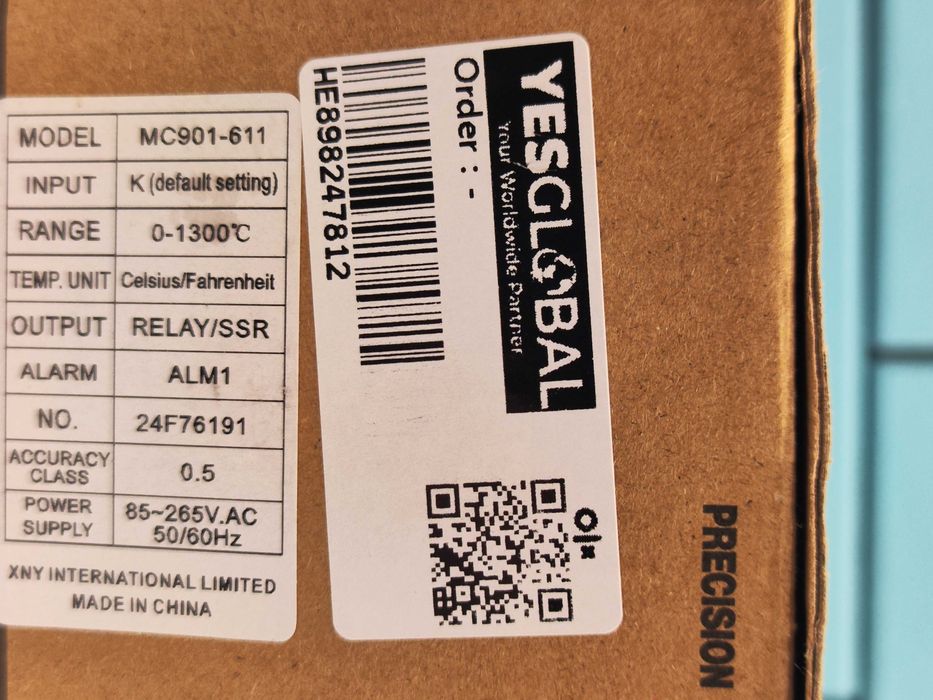 MODEL MC901-611
INPUT K (default setting)
RANGE 0-1300℃
TEMP. UNIT Celsius/Fahrenheit
OUTPUT RELAY/SSR
ALARM ALM1
NO. 24F76191
ACCURACY CLASS 0.5
POWER SUPPLY 85~265V.AC 50/60Hz
XNY INTERNATIONAL LIMITED
MADE IN CHINA
YESGLOBAL
Your Worldwide Partner
Order : -
HE898247812
olx
PRECISION